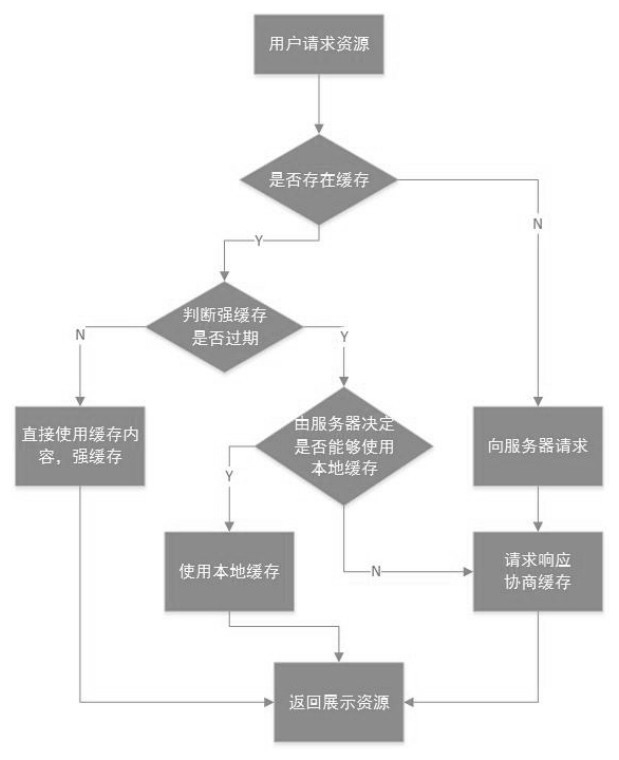 用户请求资源
是否存在缓存
Y
N
判断强缓存
是否过期
N
Y
直接使用缓存内
容，强缓存
由服务器决定
是否能够使用
本地缓存
向服务器请求
Y
使用本地缓存
N
请求响应
协商缓存
返回展示资源